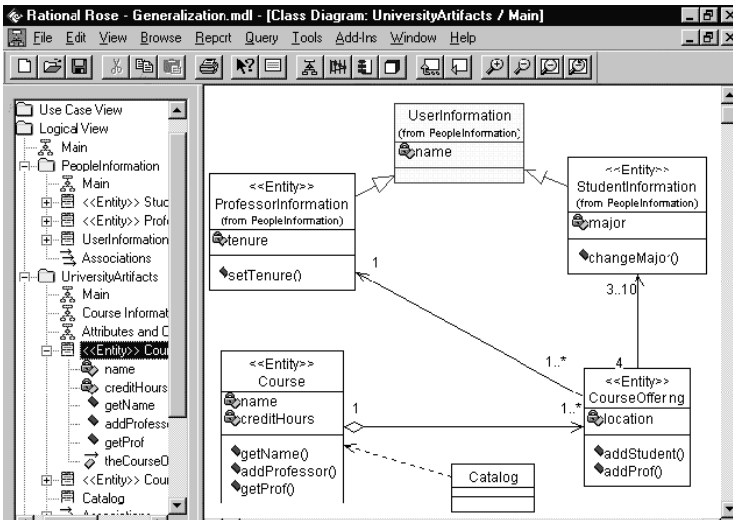 Rational Rose - Generalization.mdl - [Class Diagram: UniversityArtifacts / Main]
File Edit View Browse Report Query Tools Add-Ins Window Help
Use Case View
Logical View
Main
PeopleInformation
Main
<<Entity>> Stuc
<<Entity>> Prof
UserInformation
Associations
UniversityArtifacts
Main
Course Informat
Attributes and C
<<Entity>> Cour
name
creditHours
getName
addProfess
getProf
theCourseO
<<Entity>> Cour
Catalog
Associations
UserInformation
(from PeopleInformation)
name
<<Entity>>
ProfessorInformation
(from PeopleInformation)
tenure
setTenure()
<<Entity>>
StudentInformation
(from PeopleInformation)
major
changeMajor()
1
3..10
1..*
4
<<Entity>>
Course
name
creditHours
getName()
addProfessor()
getProf()
1
1..*
<<Entity>>
CourseOffering
location
addStudent()
addProf()
Catalog